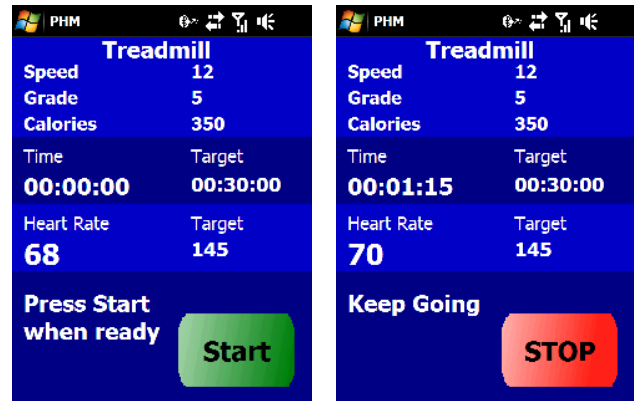 PHM
Treadmill
Speed 12
Grade 5
Calories 350
Time Target
00:00:00 00:30:00
Heart Rate Target
68 145
Press Start
when ready
Start
PHM
Treadmill
Speed 12
Grade 5
Calories 350
Time Target
00:01:15 00:30:00
Heart Rate Target
70 145
Keep Going
STOP